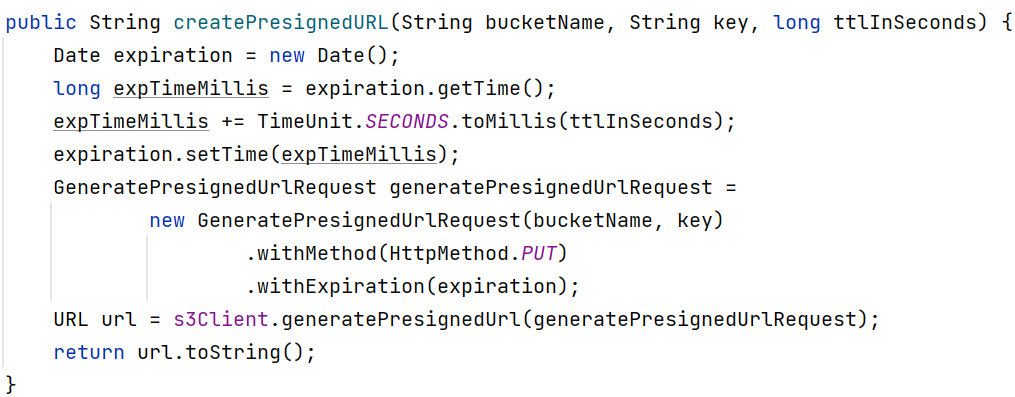 public String createPresignedURL(String bucketName, String key, long ttlInSeconds) {
    Date expiration = new Date();
    long expTimeMillis = expiration.getTime();
    expTimeMillis += TimeUnit.SECONDS.toMillis(ttlInSeconds);
    expiration.setTime(expTimeMillis);
    GeneratePresignedUrlRequest generatePresignedUrlRequest =
            new GeneratePresignedUrlRequest(bucketName, key)
                    .withMethod(HttpMethod.PUT)
                    .withExpiration(expiration);
    URL url = s3Client.generatePresignedUrl(generatePresignedUrlRequest);
    return url.toString();
}